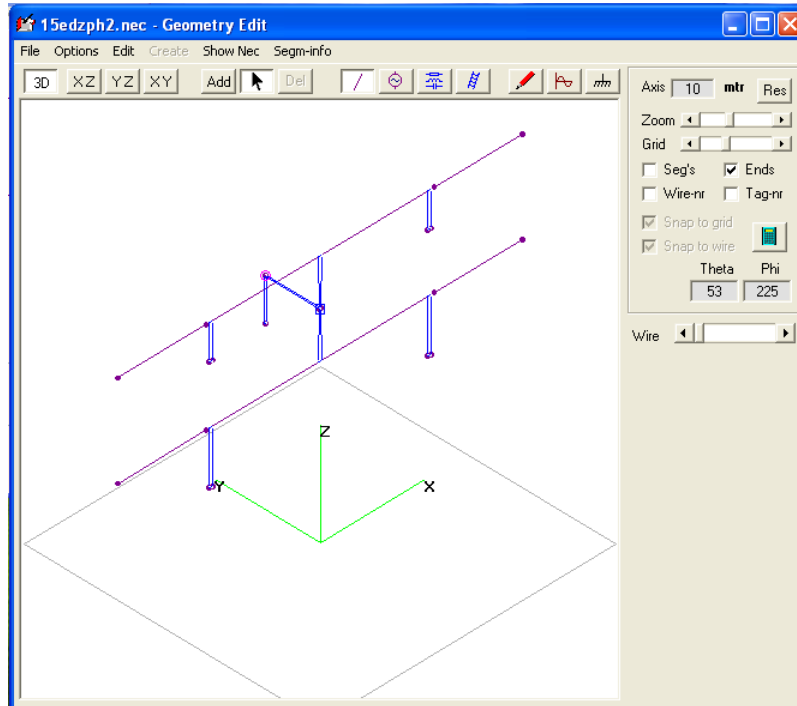 15edzph2.nec - Geometry Edit
File Options Edit Create Show Nec Segm-info
3D XZ YZ XY Add Del
Axis 10 mtr Res
Zoom
Grid
Seg's Ends
Wire-nr Tag-nr
Snap to grid
Snap to wire
Theta Phi
53 225
Wire
Z
Y X